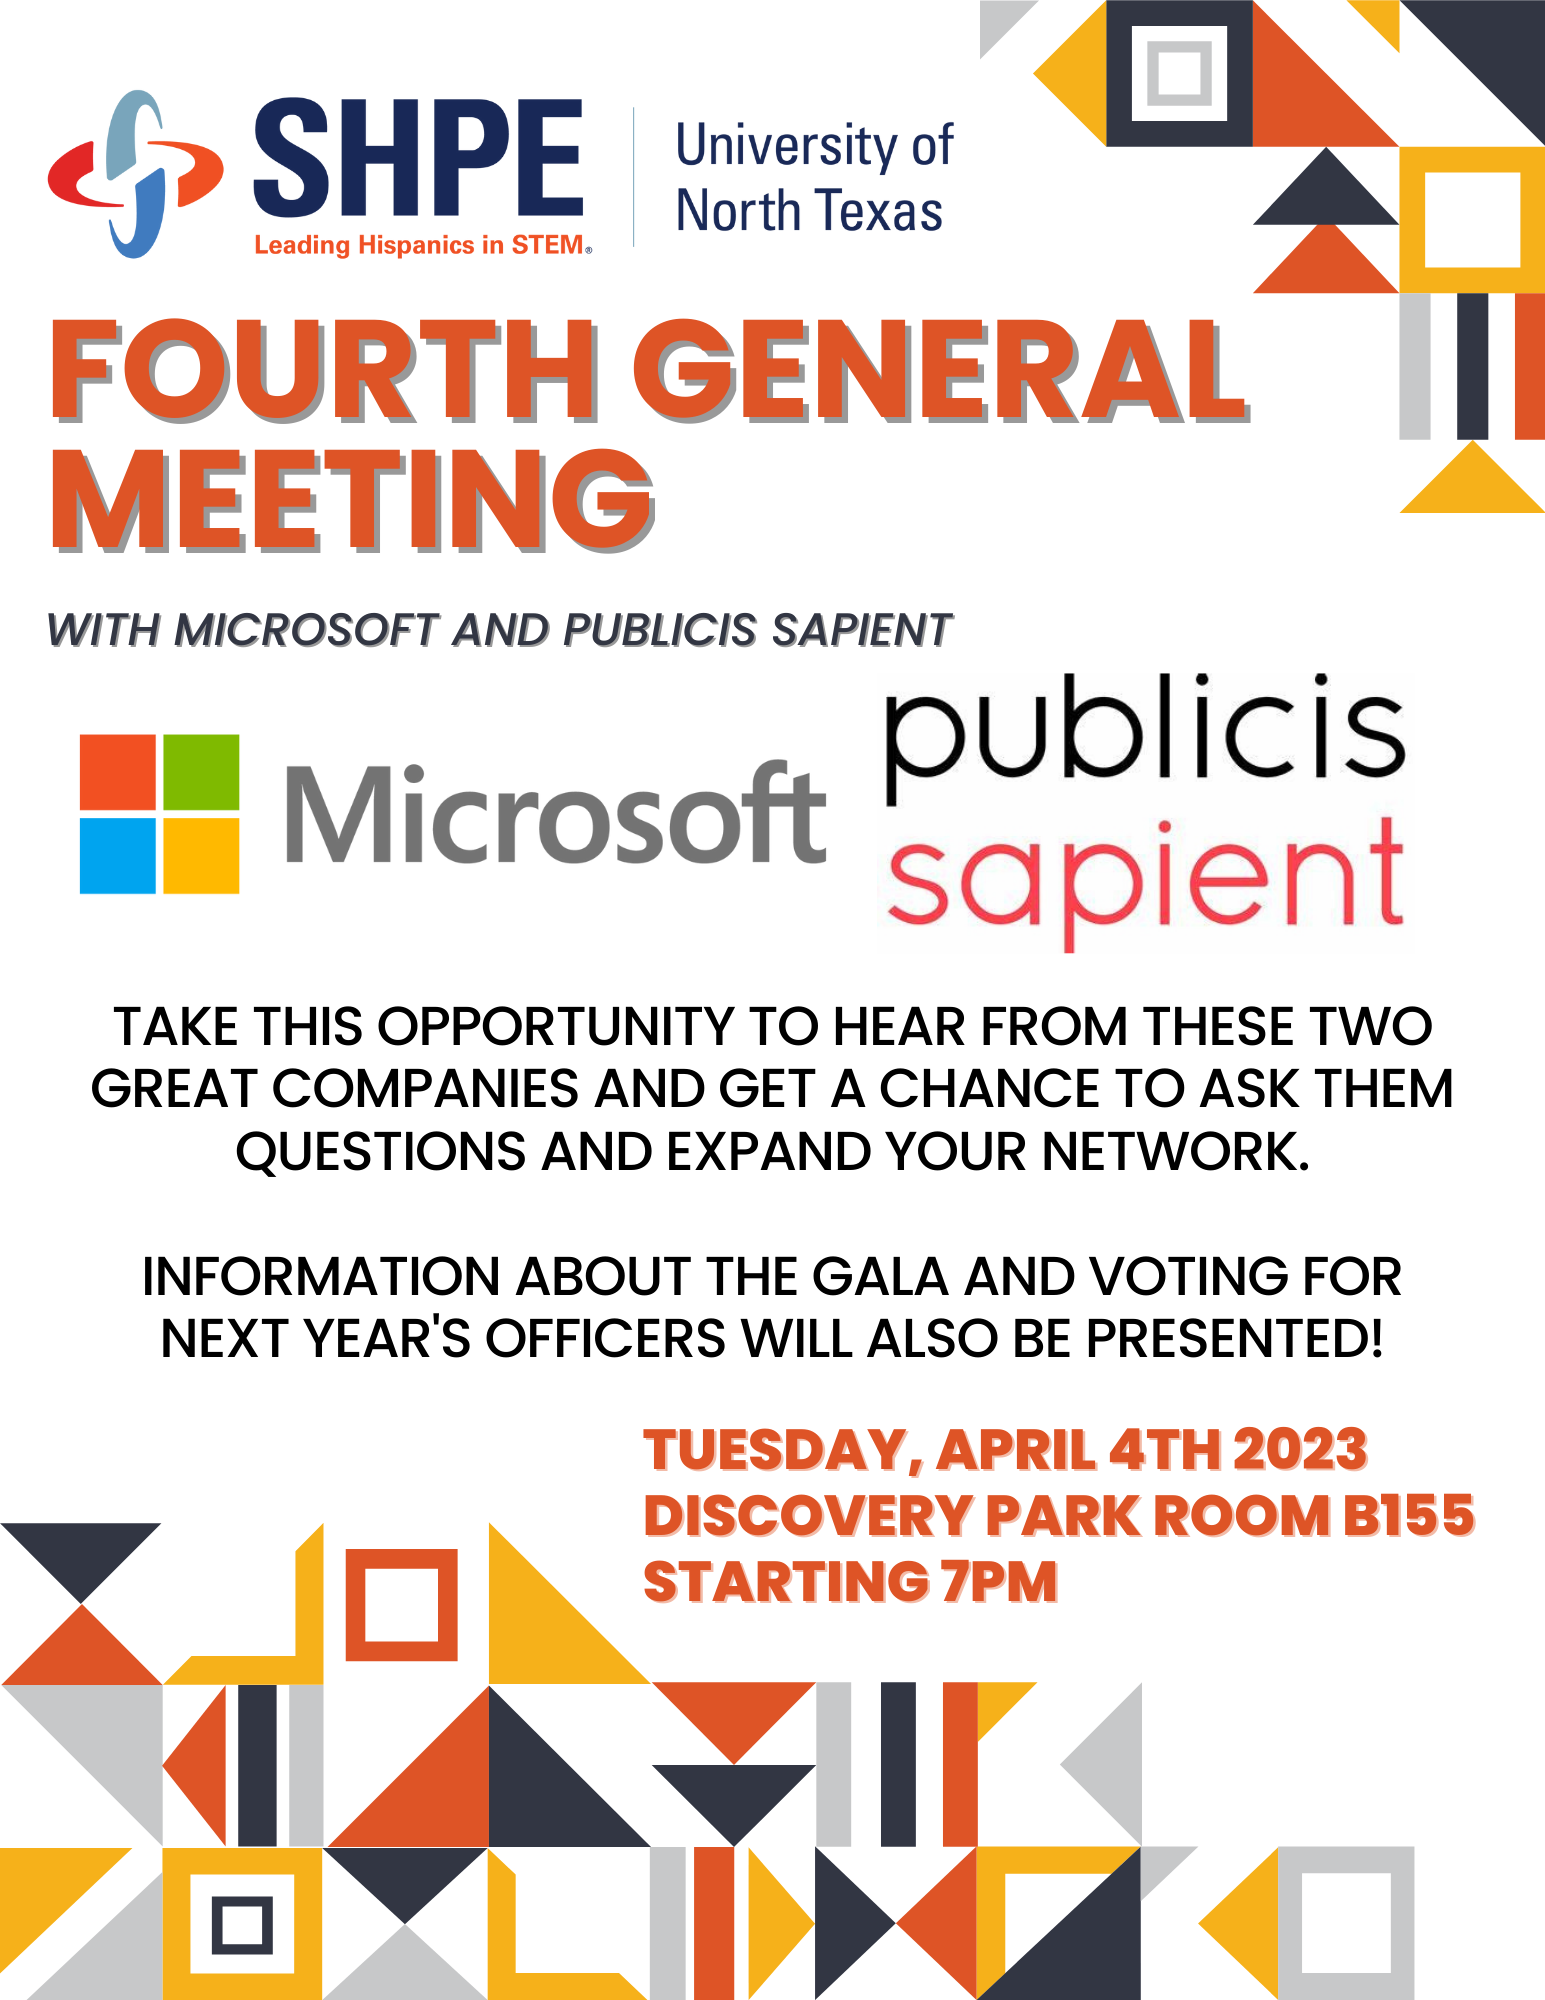 SHPE
Leading Hispanics in STEM®
University of
North Texas
FOURTH GENERAL
MEETING
WITH MICROSOFT AND PUBLICIS SAPIENT
Microsoft
publicis
sapient
TAKE THIS OPPORTUNITY TO HEAR FROM THESE TWO
GREAT COMPANIES AND GET A CHANCE TO ASK THEM
QUESTIONS AND EXPAND YOUR NETWORK.
INFORMATION ABOUT THE GALA AND VOTING FOR
NEXT YEAR'S OFFICERS WILL ALSO BE PRESENTED!
TUESDAY, APRIL 4TH 2023
DISCOVERY PARK ROOM B155
STARTING 7PM